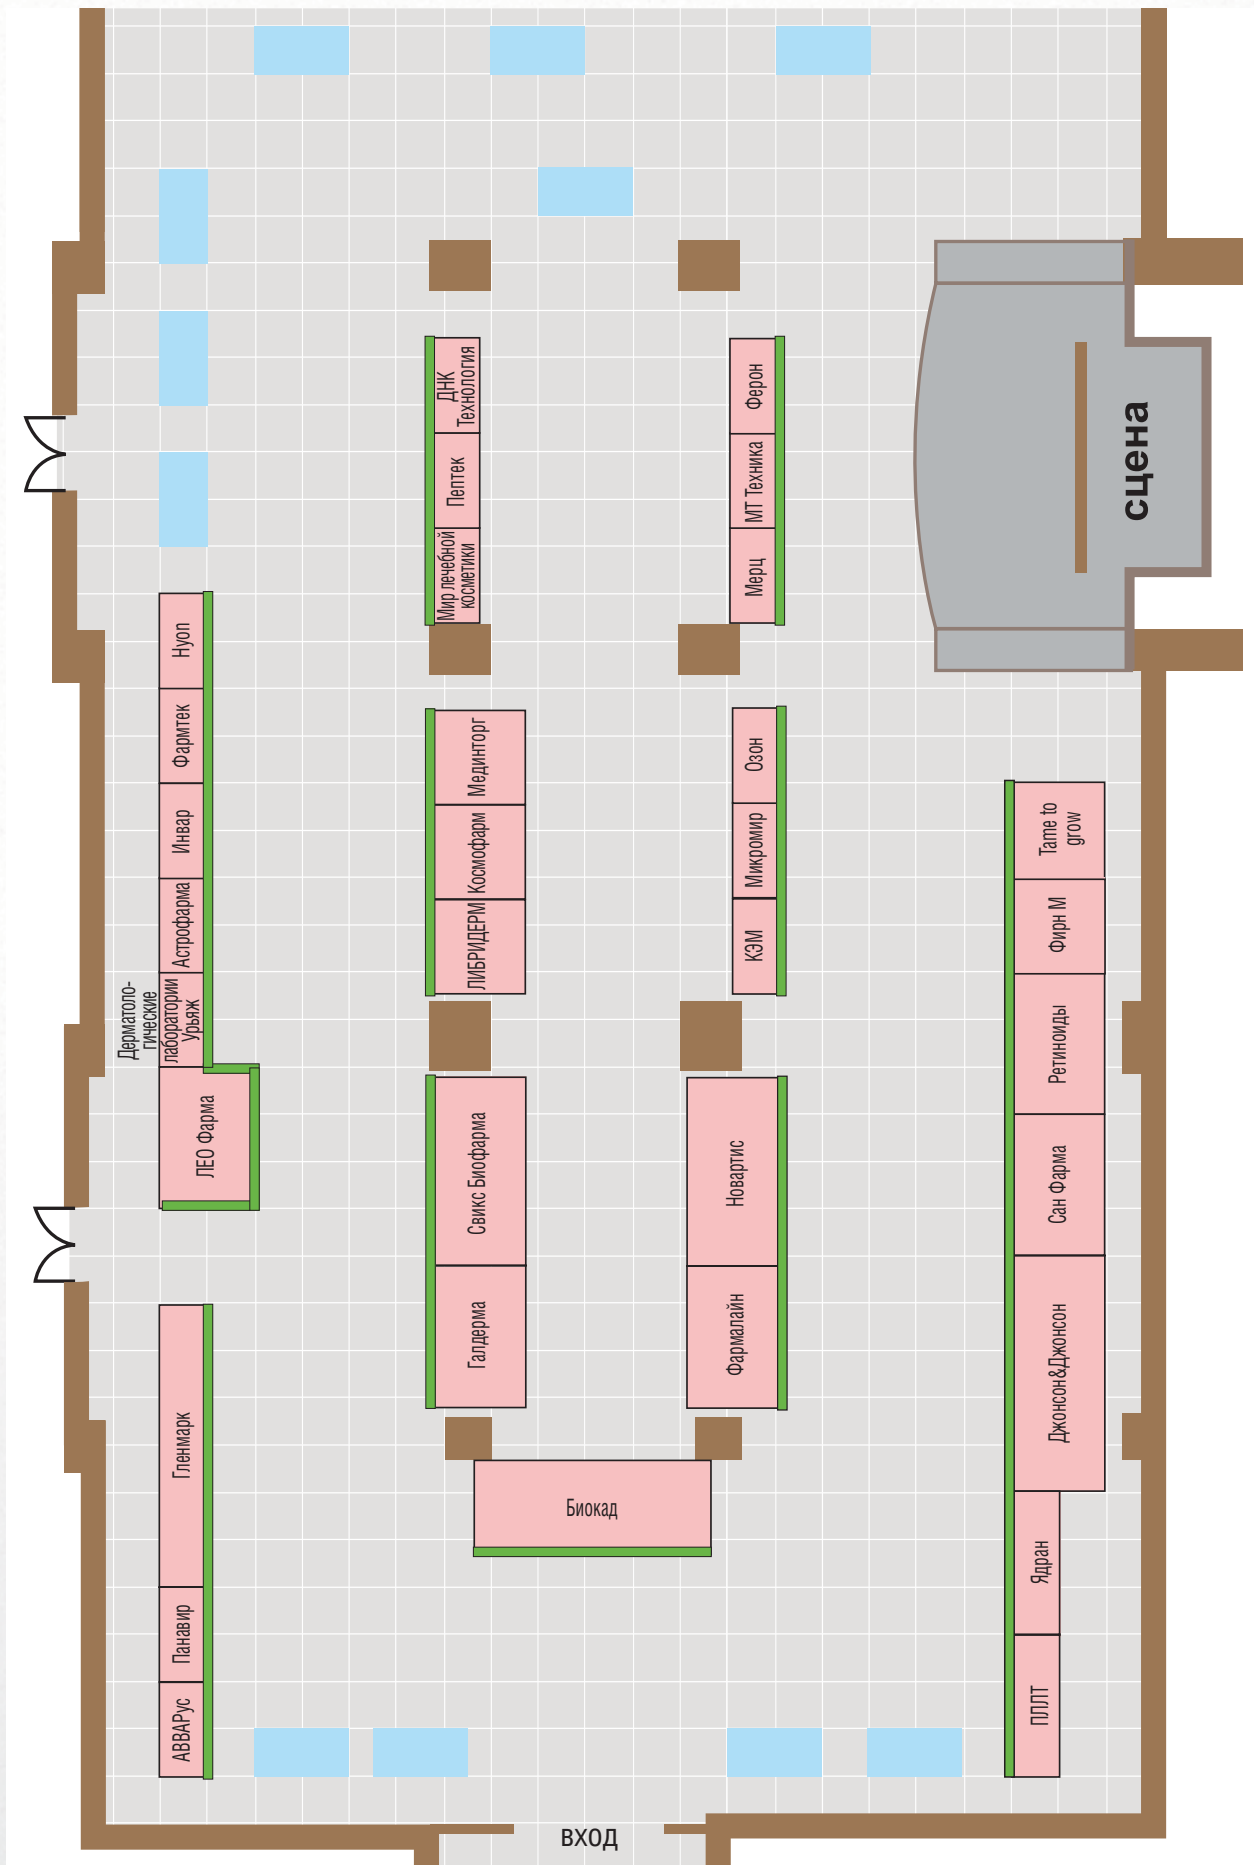 ДНК
Технология
Пептек
Мир лечебной
косметики
Ферон
МТ Техника
Мерц
сцена
Нуоп
Фармтек
Инвар
Астрофарма
Дерматоло-
гические
лаборатории
Урьяж
ЛЕО Фарма
Мединторг
Космофарм
ЛИБРИДЕРМ
Озон
Микромир
КЭМ
Tame to
grow
Фирн М
Ретиноиды
Сан Фарма
Джонсон&Джонсон
Ядран
ПЛЛТ
Свикс Биофарма
Галдерма
Новартис
Фармалайн
Гленмарк
Панавир
АВВАРус
Биокад
ВХОД